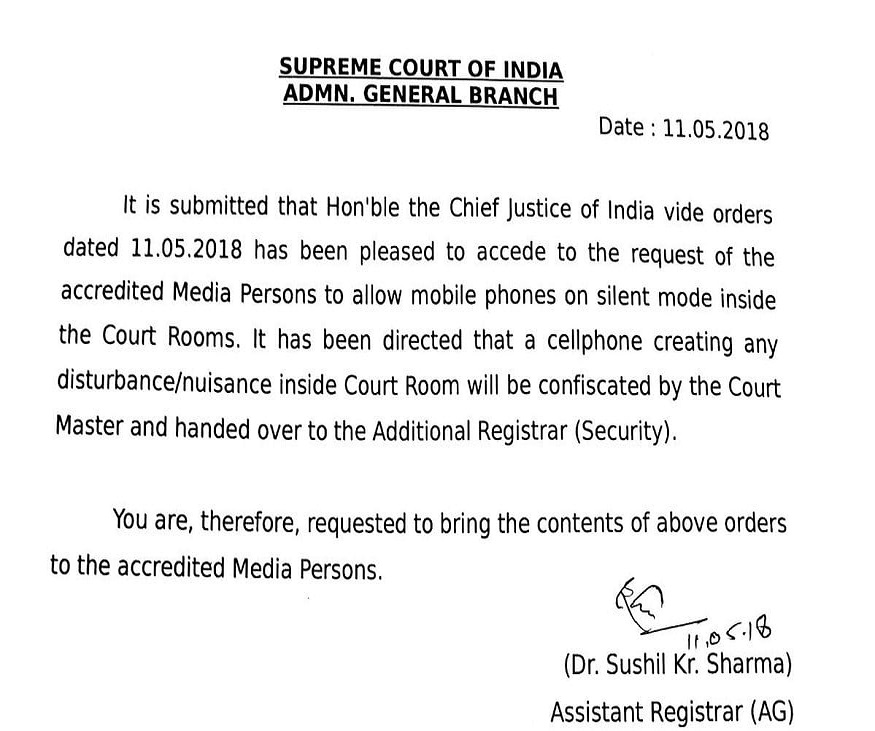 SUPREME COURT OF INDIA
ADMN. GENERAL BRANCH
Date : 11.05.2018
It is submitted that Hon'ble the Chief Justice of India vide orders
dated 11.05.2018 has been pleased to accede to the request of the
accredited Media Persons to allow mobile phones on silent mode inside
the Court Rooms. It has been directed that a cellphone creating any
disturbance/nuisance inside Court Room will be confiscated by the Court
Master and handed over to the Additional Registrar (Security).
You are, therefore, requested to bring the contents of above orders
to the accredited Media Persons.
11.05.18
(Dr. Sushil Kr. Sharma)
Assistant Registrar (AG)